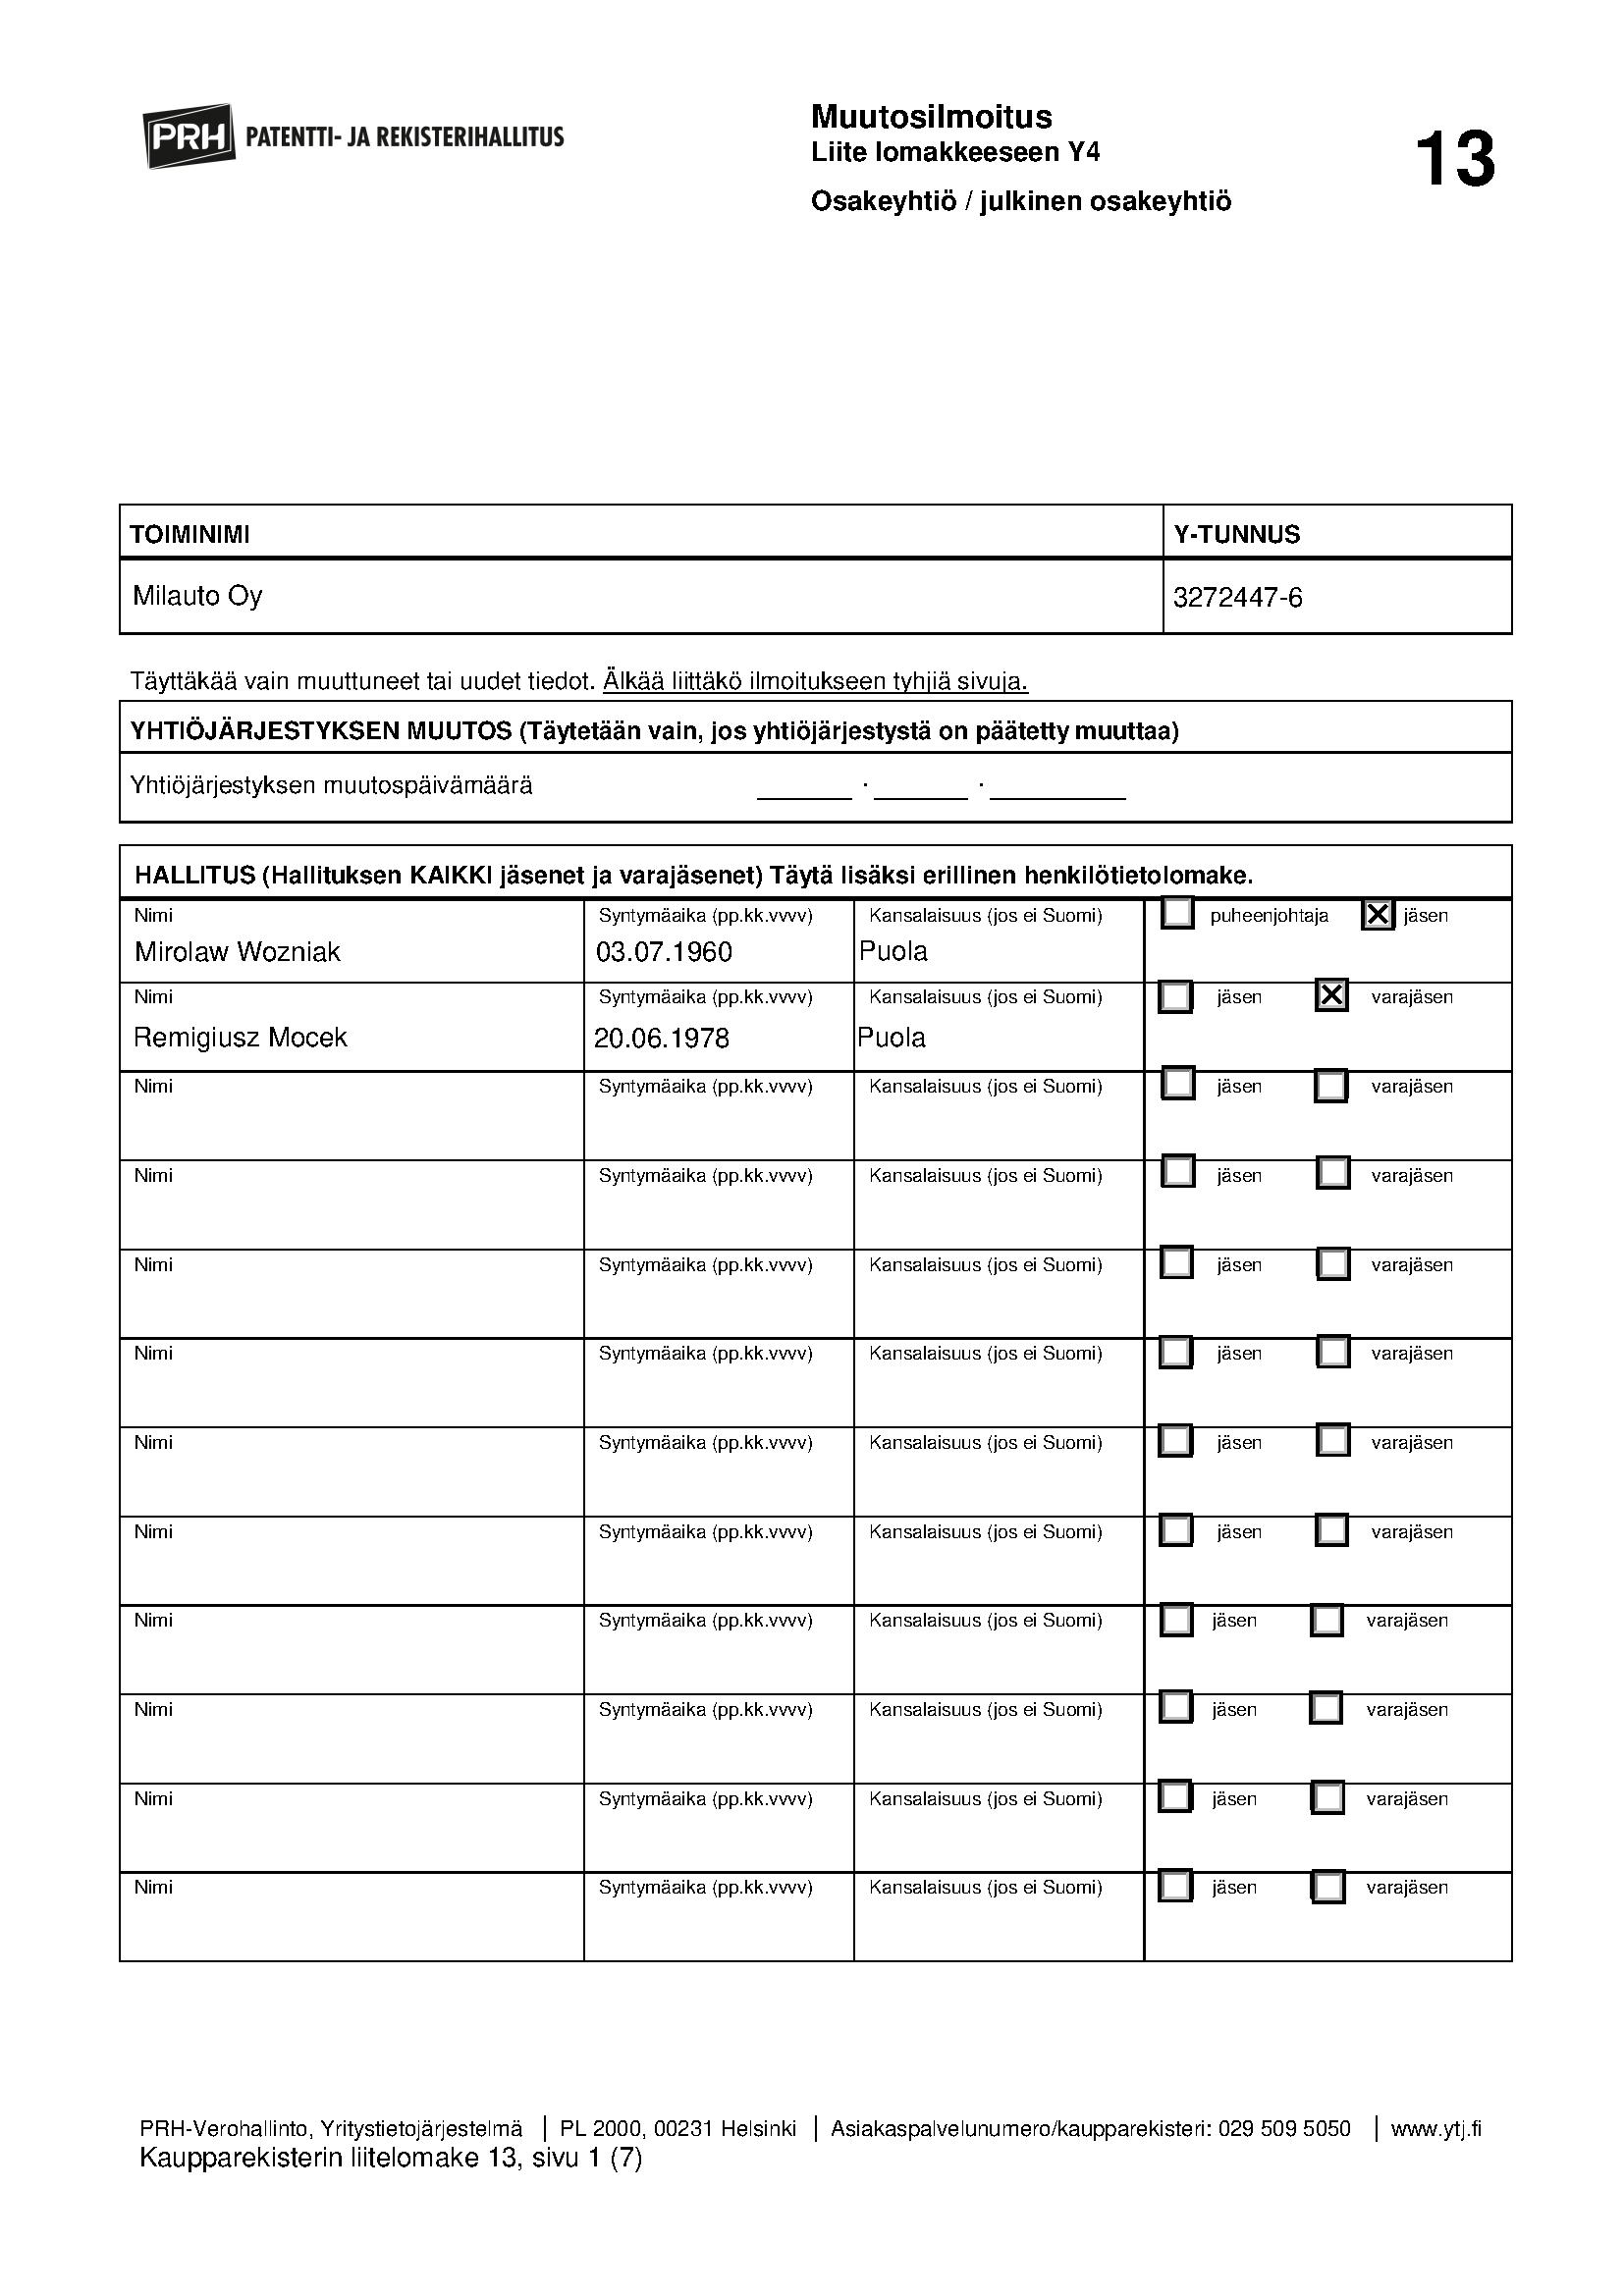 PRH PATENTTI- JA REKISTERIHALLITUS
Muutosilmoitus
Liite lomakkeeseen Y4
Osakeyhtiö / julkinen osakeyhtiö
13
TOIMINIMI Y-TUNNUS
Milauto Oy 3272447-6
Täyttäkää vain muuttuneet tai uudet tiedot. Älkää liittäkö ilmoitukseen tyhjiä sivuja.
YHTIÖJÄRJESTYKSEN MUUTOS (Täytetään vain, jos yhtiöjärjestystä on päätetty muuttaa)
Yhtiöjärjestyksen muutospäivämäärä ______ . ______ . ______
HALLITUS (Hallituksen KAIKKI jäsenet ja varajäsenet) Täytä lisäksi erillinen henkilötietolomake.
Nimi Syntymäaika (pp.kk.vvvv) Kansalaisuus (jos ei Suomi) puheenjohtaja jäsen
Mirolaw Wozniak 03.07.1960 Puola
Nimi Syntymäaika (pp.kk.vvvv) Kansalaisuus (jos ei Suomi) jäsen varajäsen
Remigiusz Mocek 20.06.1978 Puola
Nimi Syntymäaika (pp.kk.vvvv) Kansalaisuus (jos ei Suomi) jäsen varajäsen
Nimi Syntymäaika (pp.kk.vvvv) Kansalaisuus (jos ei Suomi) jäsen varajäsen
Nimi Syntymäaika (pp.kk.vvvv) Kansalaisuus (jos ei Suomi) jäsen varajäsen
Nimi Syntymäaika (pp.kk.vvvv) Kansalaisuus (jos ei Suomi) jäsen varajäsen
Nimi Syntymäaika (pp.kk.vvvv) Kansalaisuus (jos ei Suomi) jäsen varajäsen
Nimi Syntymäaika (pp.kk.vvvv) Kansalaisuus (jos ei Suomi) jäsen varajäsen
Nimi Syntymäaika (pp.kk.vvvv) Kansalaisuus (jos ei Suomi) jäsen varajäsen
Nimi Syntymäaika (pp.kk.vvvv) Kansalaisuus (jos ei Suomi) jäsen varajäsen
Nimi Syntymäaika (pp.kk.vvvv) Kansalaisuus (jos ei Suomi) jäsen varajäsen
Nimi Syntymäaika (pp.kk.vvvv) Kansalaisuus (jos ei Suomi) jäsen varajäsen
PRH-Verohallinto, Yritystietojärjestelmä | PL 2000, 00231 Helsinki | Asiakaspalvelunumero/kaupparekisteri: 029 509 5050 | www.ytj.fi
Kaupparekisterin liitelomake 13, sivu 1 (7)